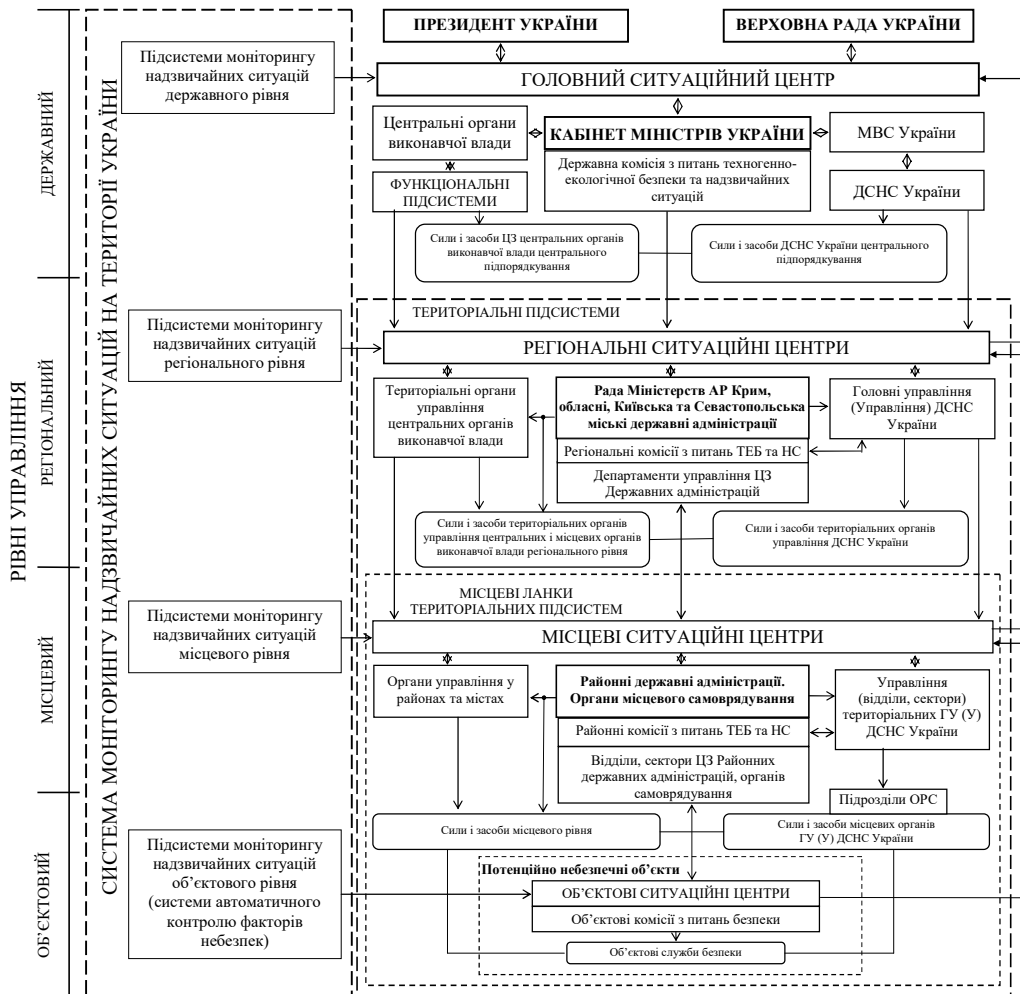 РІВНІ УПРАВЛІННЯ
ДЕРЖАВНИЙ
РЕГІОНАЛЬНИЙ
МІСЦЕВИЙ
ОБ’ЄКТОВИЙ
СИСТЕМА МОНІТОРИНГУ НАДЗВИЧАЙНИХ СИТУАЦІЙ НА ТЕРИТОРІЇ УКРАЇНИ
ПРЕЗИДЕНТ УКРАЇНИ
ВЕРХОВНА РАДА УКРАЇНИ
Підсистеми моніторингу
надзвичайних ситуацій
державного рівня
ГОЛОВНИЙ СИТУАЦІЙНИЙ ЦЕНТР
Центральні органи
виконавчої влади
КАБІНЕТ МІНІСТРІВ УКРАЇНИ
МВС України
Державна комісія з питань техногенно-
екологічної безпеки та надзвичайних
ситуацій
ФУНКЦІОНАЛЬНІ
ПІДСИСТЕМИ
ДСНС України
Сили і засоби ЦЗ центральних органів
виконавчої влади центрального
підпорядкування
Сили і засоби ДСНС України центрального
підпорядкування
ТЕРИТОРІАЛЬНІ ПІДСИСТЕМИ
Підсистеми моніторингу
надзвичайних ситуацій
регіонального рівня
РЕГІОНАЛЬНІ СИТУАЦІЙНІ ЦЕНТРИ
Територіальні органи
управління
центральних органів
виконавчої влади
Рада Міністерств АР Крим,
обласні, Київська та Севастопольська
міські державні адміністрації
Головні управління
(Управління) ДСНС
України
Регіональні комісії з питань ТЕБ та НС
Департаменти управління ЦЗ
Державних адміністрацій
Сили і засоби територіальних органів
управління центральних і місцевих органів
виконавчої влади регіонального рівня
Сили і засоби територіальних органів
управління ДСНС України
МІСЦЕВІ ЛАНКИ
ТЕРИТОРІАЛЬНИХ ПІДСИСТЕМ
Підсистеми моніторингу
надзвичайних ситуацій
місцевого рівня
МІСЦЕВІ СИТУАЦІЙНІ ЦЕНТРИ
Органи управління у
районах та містах
Районні державні адміністрації.
Органи місцевого самоврядування
Управління
(відділи, сектори)
територіальних ГУ (У)
ДСНС України
Районні комісії з питань ТЕБ та НС
Відділи, сектори ЦЗ Районних
державних адміністрацій, органів
самоврядування
Підрозділи ОРС
Сили і засоби місцевого рівня
Сили і засоби місцевих органів
ГУ (У) ДСНС України
Підсистеми моніторингу
надзвичайних ситуацій
об’єктового рівня
(системи автоматичного
контролю факторів
небезпек)
Потенційно небезпечні об’єкти
ОБ’ЄКТОВІ СИТУАЦІЙНІ ЦЕНТРИ
Об’єктові комісії з питань безпеки
Об’єктові служби безпеки